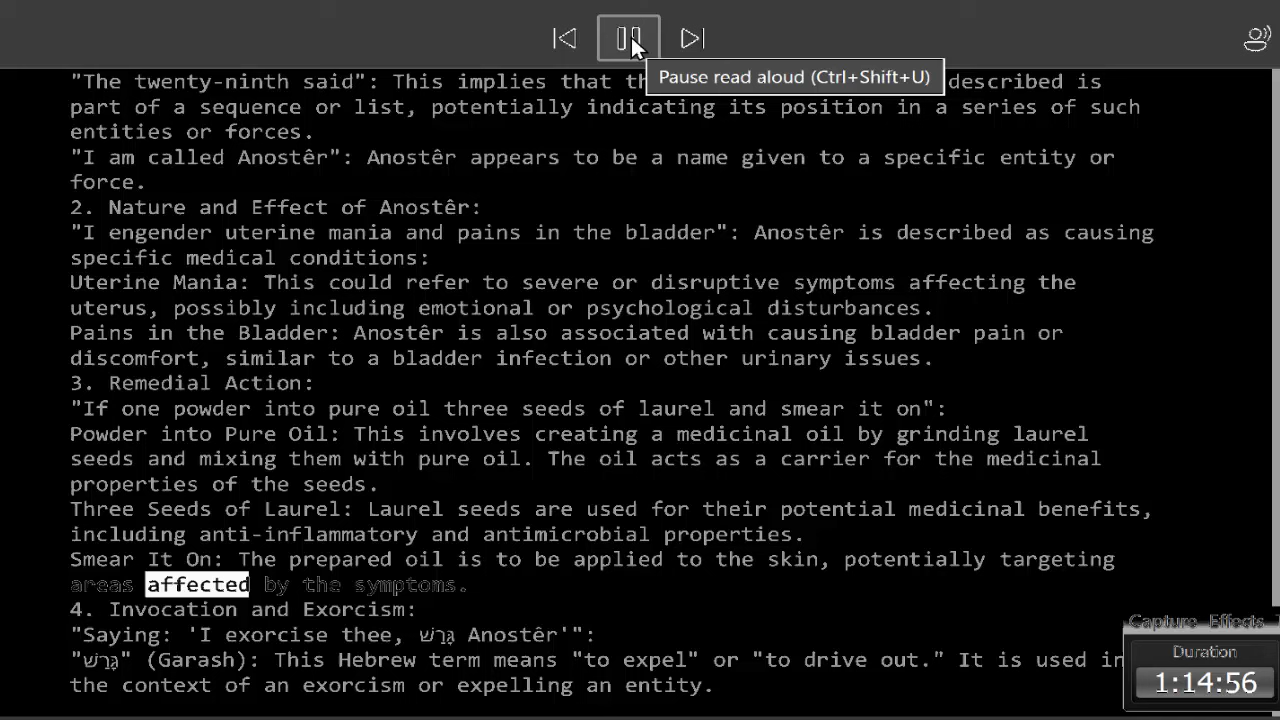 Pause read aloud (Ctrl+Shift+U)
"The twenty-ninth said": This implies that th described is
part of a sequence or list, potentially indicating its position in a series of such
entities or forces.
"I am called Anostêr": Anostêr appears to be a name given to a specific entity or
force.
2. Nature and Effect of Anostêr:
"I engender uterine mania and pains in the bladder": Anostêr is described as causing
specific medical conditions:
Uterine Mania: This could refer to severe or disruptive symptoms affecting the
uterus, possibly including emotional or psychological disturbances.
Pains in the Bladder: Anostêr is also associated with causing bladder pain or
discomfort, similar to a bladder infection or other urinary issues.
3. Remedial Action:
"If one powder into pure oil three seeds of laurel and smear it on":
Powder into Pure Oil: This involves creating a medicinal oil by grinding laurel
seeds and mixing them with pure oil. The oil acts as a carrier for the medicinal
properties of the seeds.
Three Seeds of Laurel: Laurel seeds are used for their potential medicinal benefits,
including anti-inflammatory and antimicrobial properties.
Smear It On: The prepared oil is to be applied to the skin, potentially targeting
areas affected by the symptoms.
4. Invocation and Exorcism:
"Saying: 'I exorcise thee, גָּרַשׁ Anostêr'":
"גָּרַשׁ" (Garash): This Hebrew term means "to expel" or "to drive out." It is used in
the context of an exorcism or expelling an entity.
Capture Effects
Duration
1:14:56